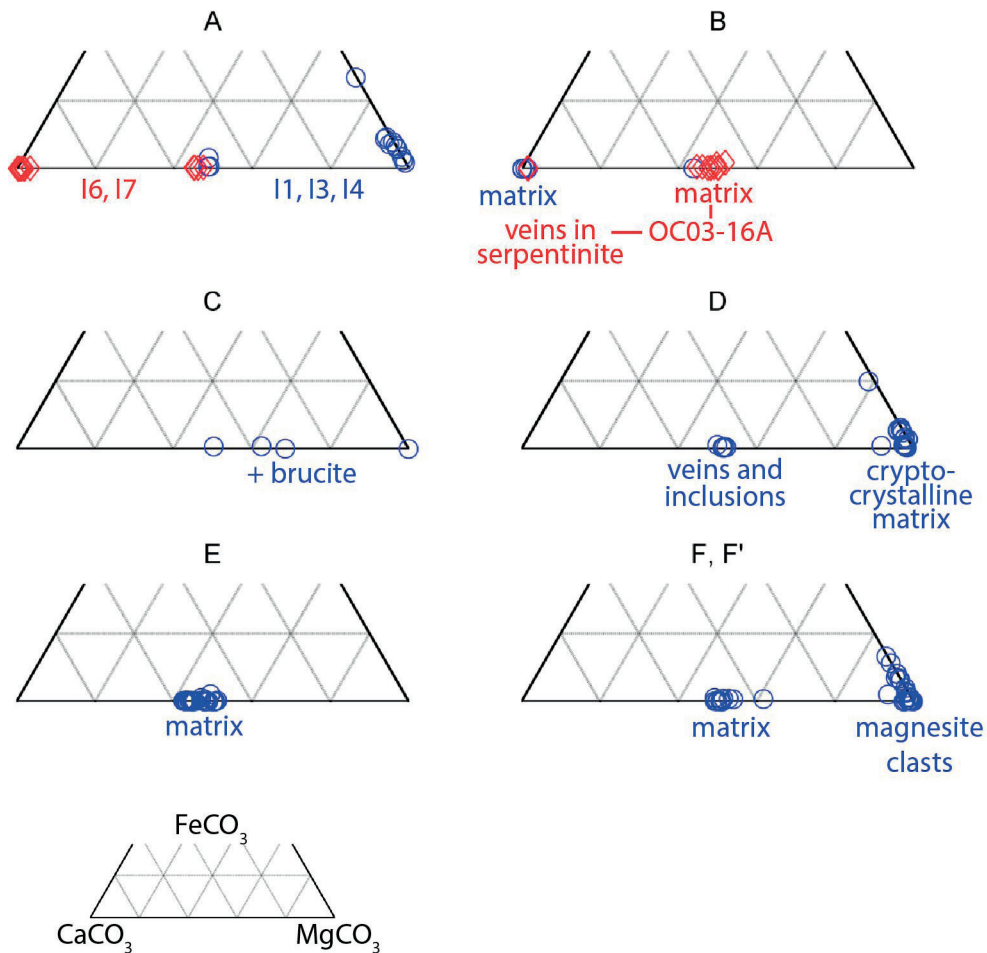 A
B
I6, I7
I1, I3, I4
matrix
matrix
veins in
serpentinite
OC03-16A
C
D
+ brucite
veins and
inclusions
crypto-
crystalline
matrix
E
F, F'
matrix
matrix
magnesite
clasts
FeCO3
CaCO3
MgCO3